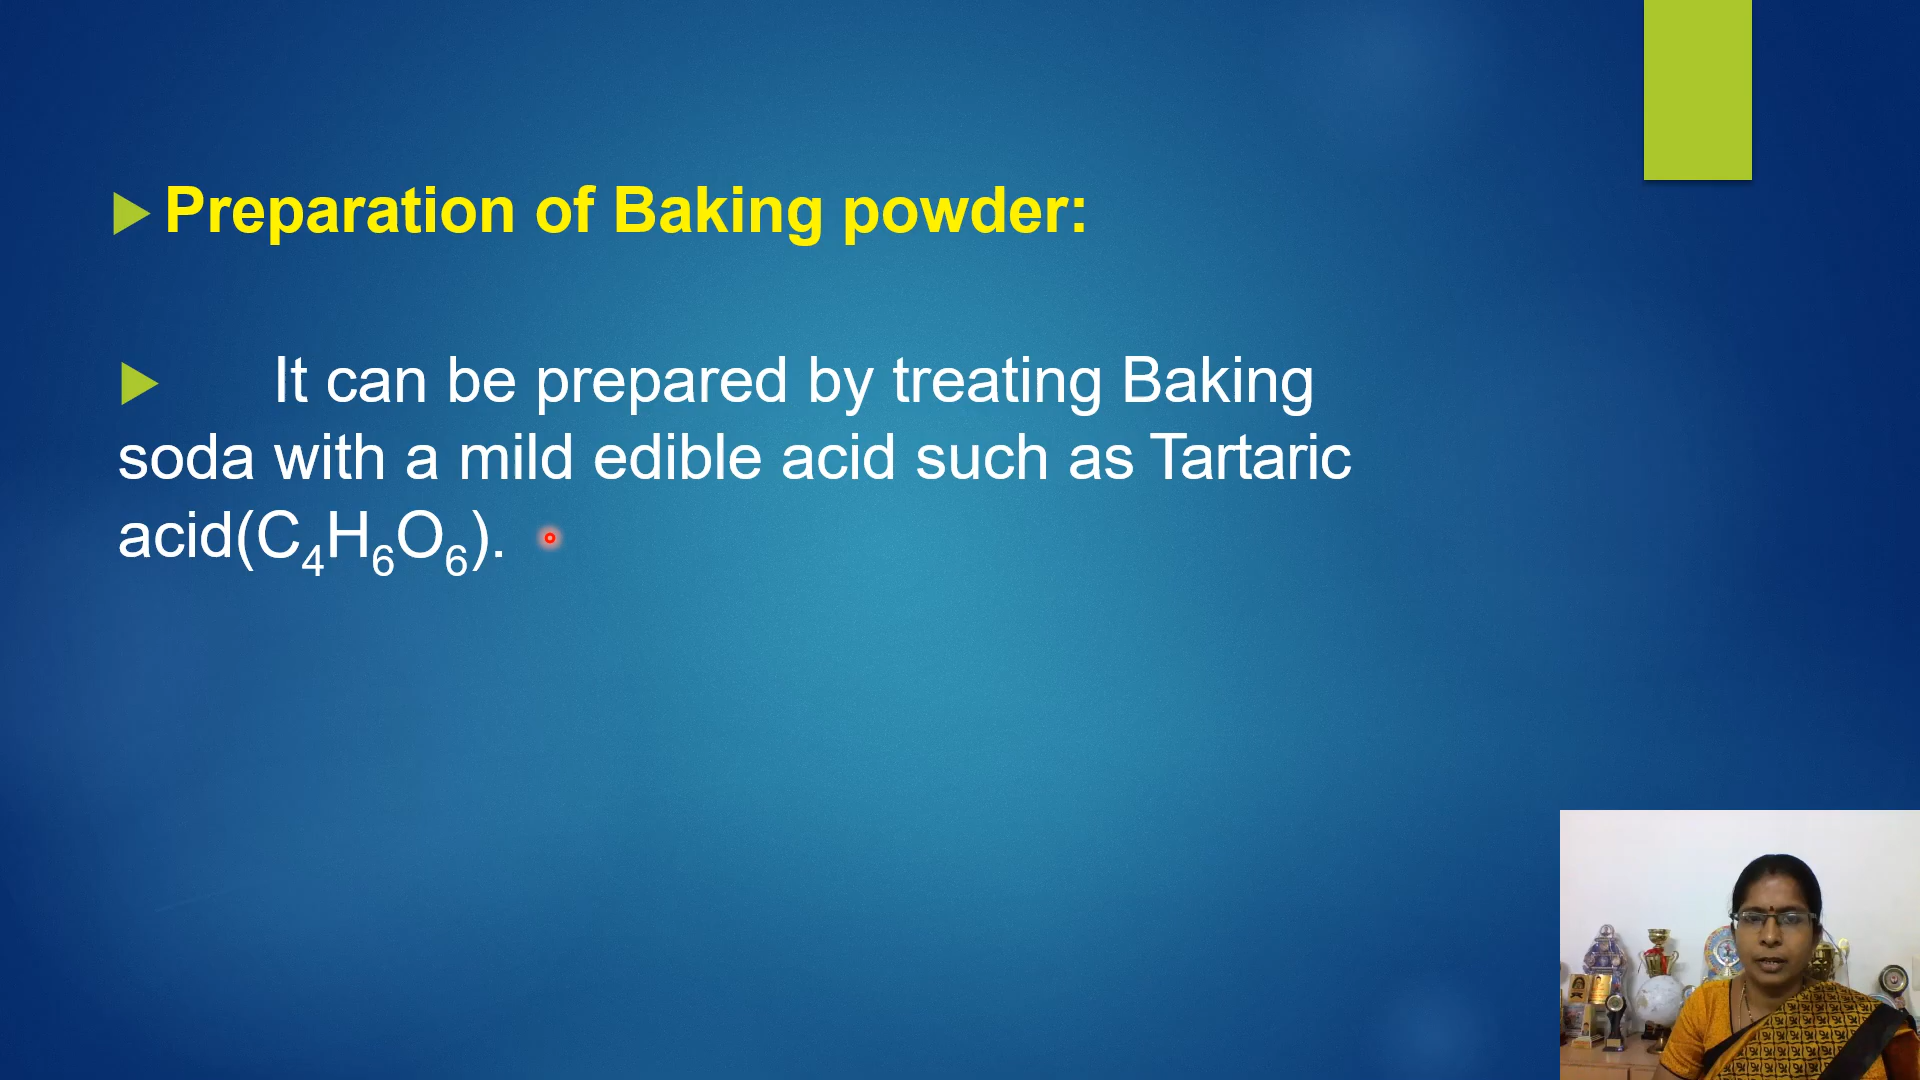 Preparation of Baking powder:
It can be prepared by treating Baking
soda with a mild edible acid such as Tartaric
acid(C₄H₆O₆).